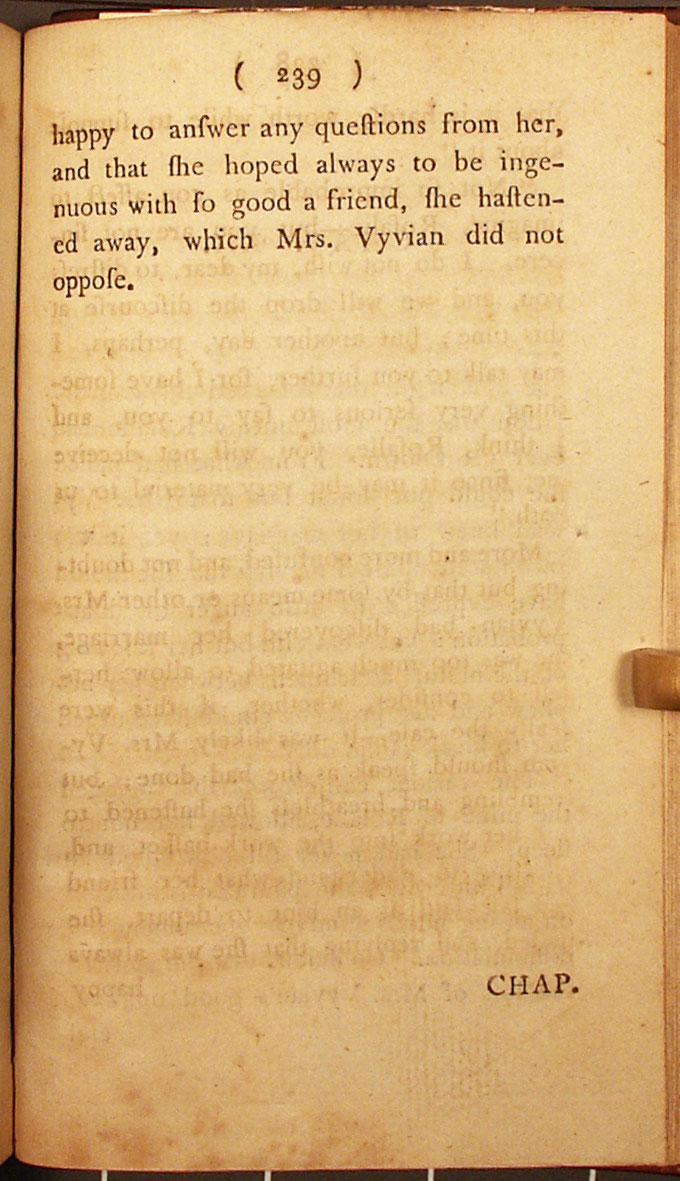 ( 239 )
happy to anſwer any queſtions from her,
and that ſhe hoped always to be inge-
nuous with ſo good a friend, ſhe haſten-
ed away, which Mrs. Vyvian did not
oppoſe.
CHAP.